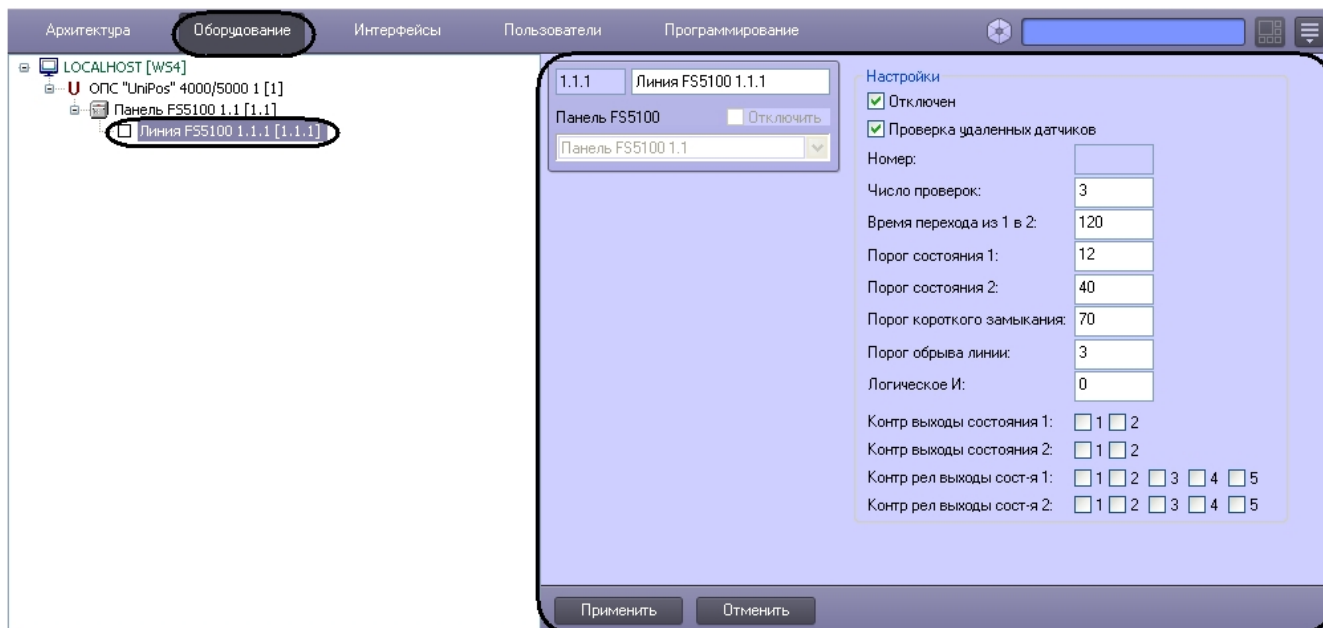 Архитектура Оборудование Интерфейсы Пользователи Программирование
LOCALHOST [WS4]
ОПС "UniPos" 4000/5000 1 [1]
Панель FS5100 1.1 [1.1]
Линия FS5100 1.1.1 [1.1.1]
1.1.1 Линия FS5100 1.1.1
Панель FS5100 Отключить
Панель FS5100 1.1
Настройки
Отключен
Проверка удаленных датчиков
Номер:
Число проверок: 3
Время перехода из 1 в 2: 120
Порог состояния 1: 12
Порог состояния 2: 40
Порог короткого замыкания: 70
Порог обрыва линии: 3
Логическое И: 0
Контр выходы состояния 1: 1 2
Контр выходы состояния 2: 1 2
Контр рел выходы сост-я 1: 1 2 3 4 5
Контр рел выходы сост-я 2: 1 2 3 4 5
Применить Отменить